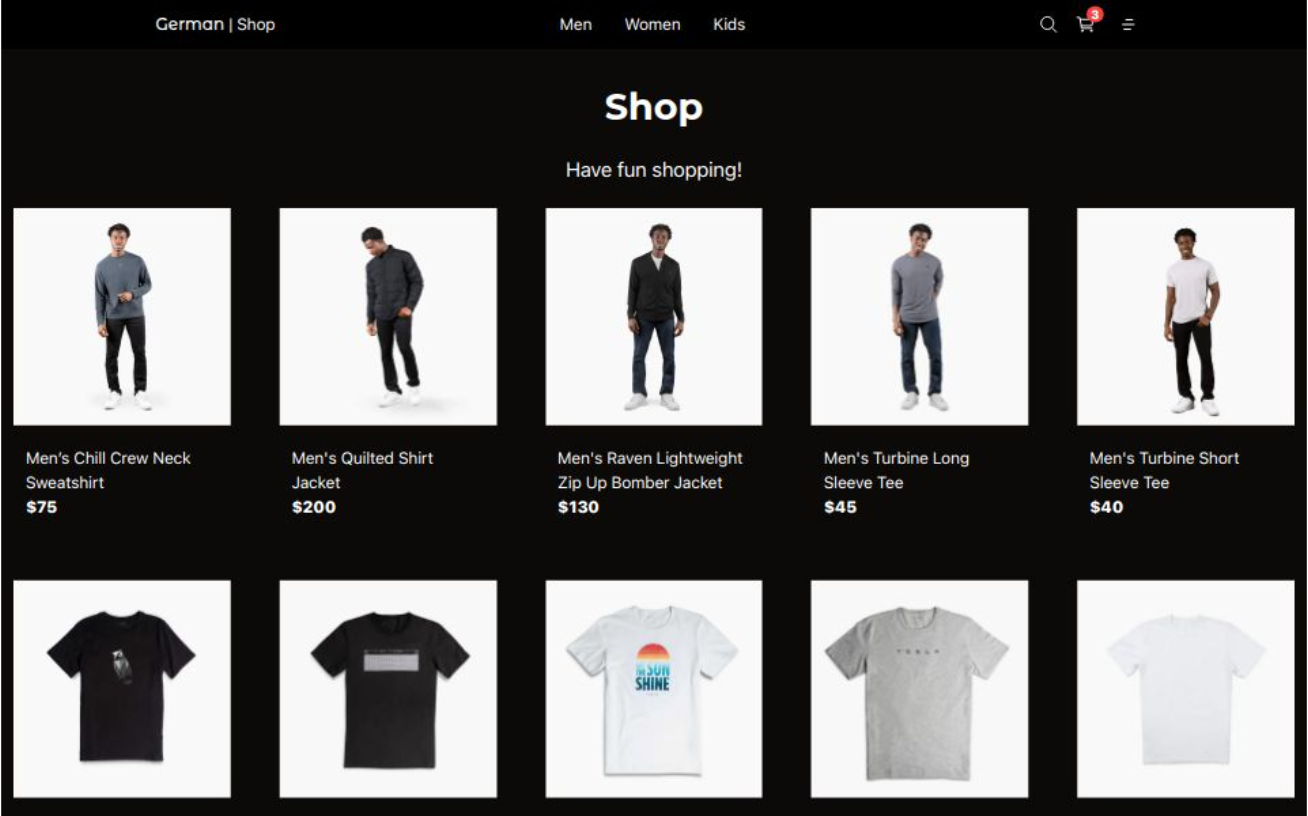 German | Shop
Men Women Kids
3
Shop
Have fun shopping!
Men’s Chill Crew Neck
Sweatshirt
$75
Men's Quilted Shirt
Jacket
$200
Men's Raven Lightweight
Zip Up Bomber Jacket
$130
Men's Turbine Long
Sleeve Tee
$45
Men's Turbine Short
Sleeve Tee
$40
SUN
SHINE
TESLA